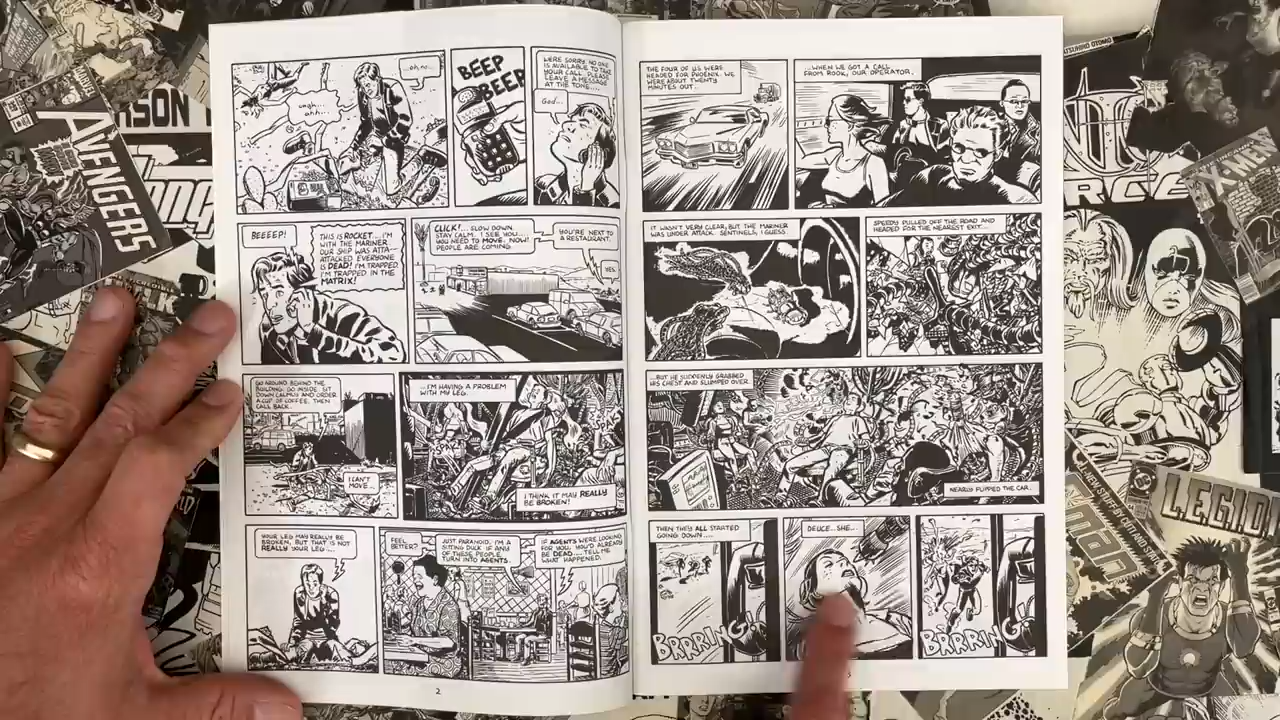 ...oh, no...
ungh...
ahh...
BEEP
BEEP
WE'RE SORRY. NO ONE
IS AVAILABLE TO TAKE
YOUR CALL. PLEASE
LEAVE A MESSAGE
AT THE TONE....
God...
BEEEEP!
THIS IS ROCKET... I'M
WITH THE MARINER.
OUR SHIP WAS ATTA--
ATTACKED. EVERYONE
IS DEAD! I'M TRAPPED.
I'M TRAPPED IN THE
MATRIX!
CLICK!... SLOW DOWN.
STAY CALM. I SEE YOU...
YOU NEED TO MOVE. NOW!
PEOPLE ARE COMING.
YOU'RE NEXT TO
A RESTAURANT.
YES.
GO AROUND BEHIND THE
BUILDING. GO INSIDE. SIT
DOWN CALMLY AND ORDER
A CUP OF COFFEE. THEN
CALL BACK.
I CAN'T
MOVE...
...I'M HAVING A PROBLEM
WITH MY LEG.
I THINK IT MAY REALLY
BE BROKEN!
YOUR LEG MAY REALLY BE
BROKEN, BUT THAT IS NOT
REALLY YOUR LEG...
FEEL
BETTER?
JUST PARANOID. I'M A
SITTING DUCK IF ANY
OF THESE PEOPLE
TURN INTO AGENTS.
IF AGENTS WERE LOOKING
FOR YOU, YOU'D ALREADY
BE DEAD..... TELL ME
WHAT HAPPENED.
2
THE FOUR OF US WERE
HEADED FOR PHOENIX. WE
WERE ABOUT TWENTY
MINUTES OUT...
...WHEN WE GOT A CALL
FROM ROOK, OUR OPERATOR.
IT WASN'T VERY CLEAR, BUT THE MARINER
WAS UNDER ATTACK. SENTINELS, I GUESS.
SPEEDY PULLED OFF THE ROAD AND
HEADED FOR THE NEAREST EXIT...
...BUT HE SUDDENLY GRABBED
HIS CHEST AND SLUMPED OVER.
NEARLY FLIPPED THE CAR.
THEN THEY ALL STARTED
GOING DOWN.....
BRRRING!
DEUCE... SHE...
BRRRING!
3
AVENGERS
X-MEN
L.E.G.I.O.N.